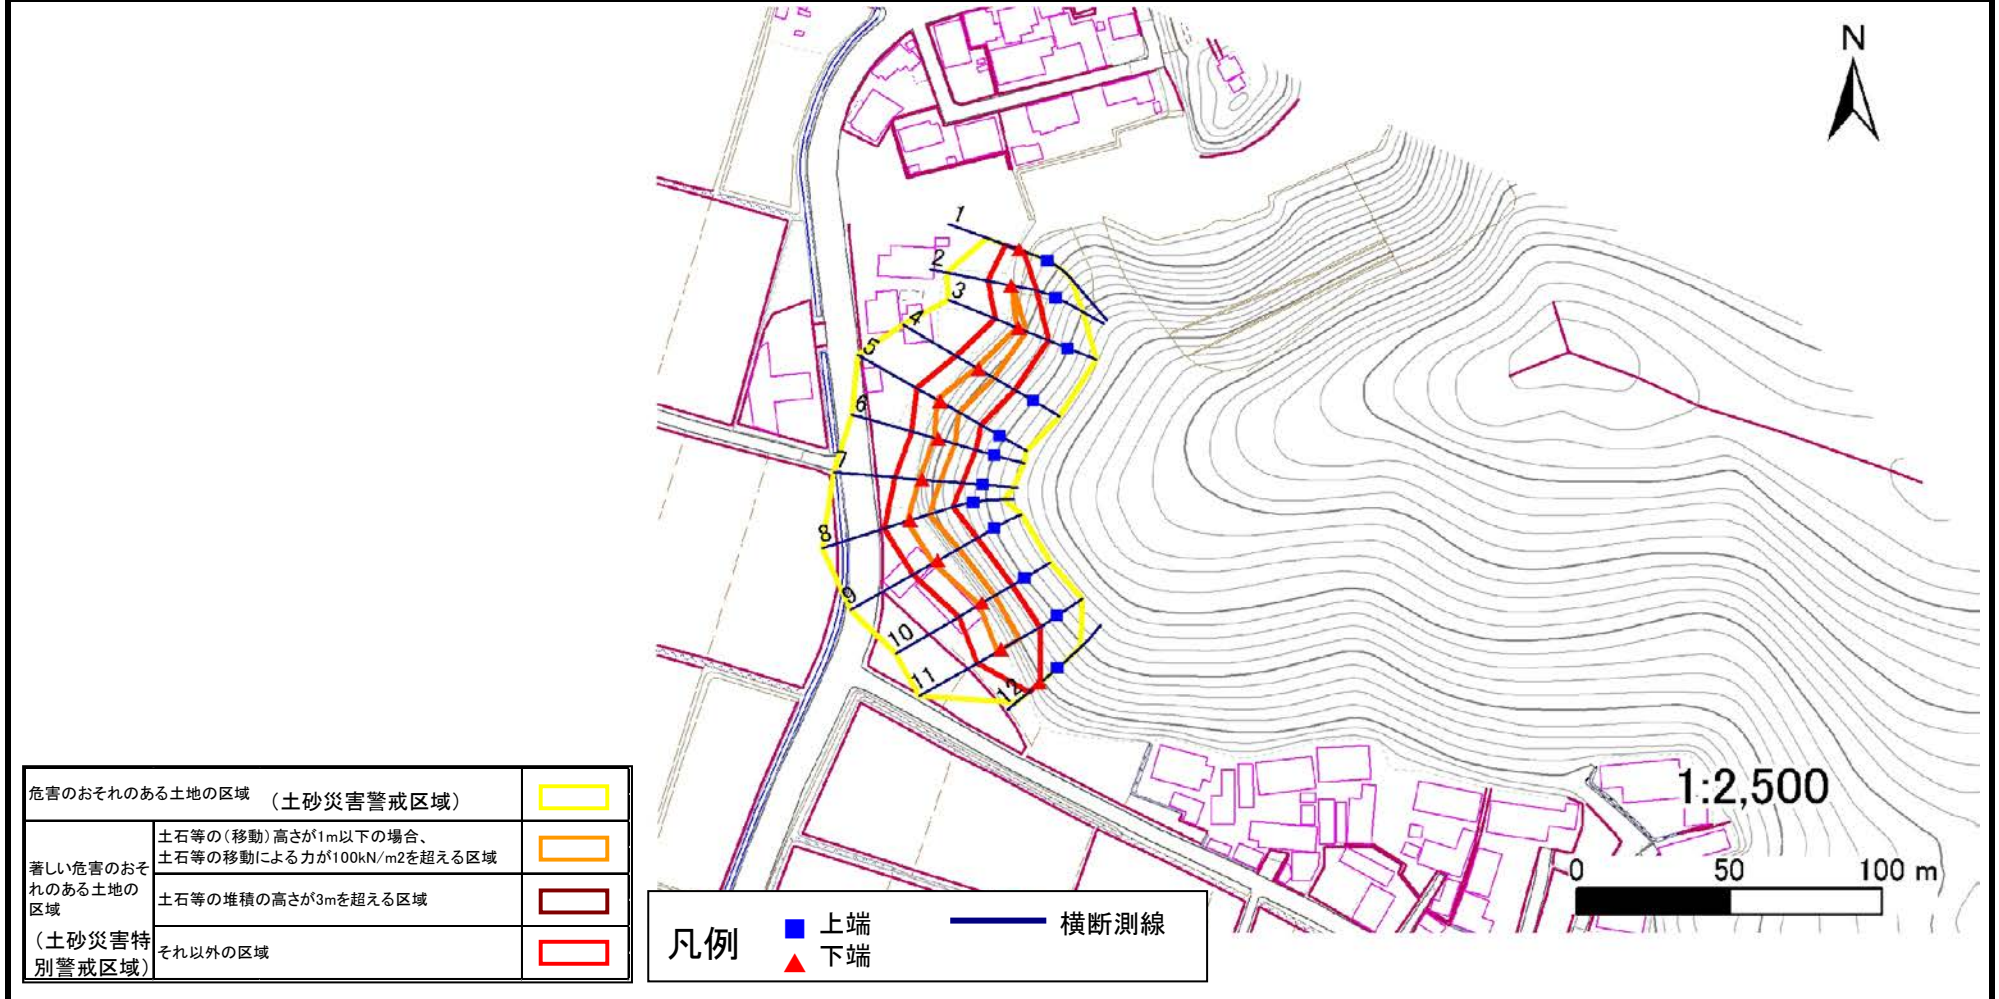 N
1
2
3
4
5
6
7
8
9
10
11
12
1:2,500
0 50 100 m
危害のおそれのある土地の区域 (土砂災害警戒区域)
著しい危害のおそれのある土地の区域
(土砂災害特別警戒区域)
土石等の(移動)高さが1m以下の場合、
土石等の移動による力が100kN/m2を超える区域
土石等の堆積の高さが3mを超える区域
それ以外の区域
凡例
上端
下端
横断測線